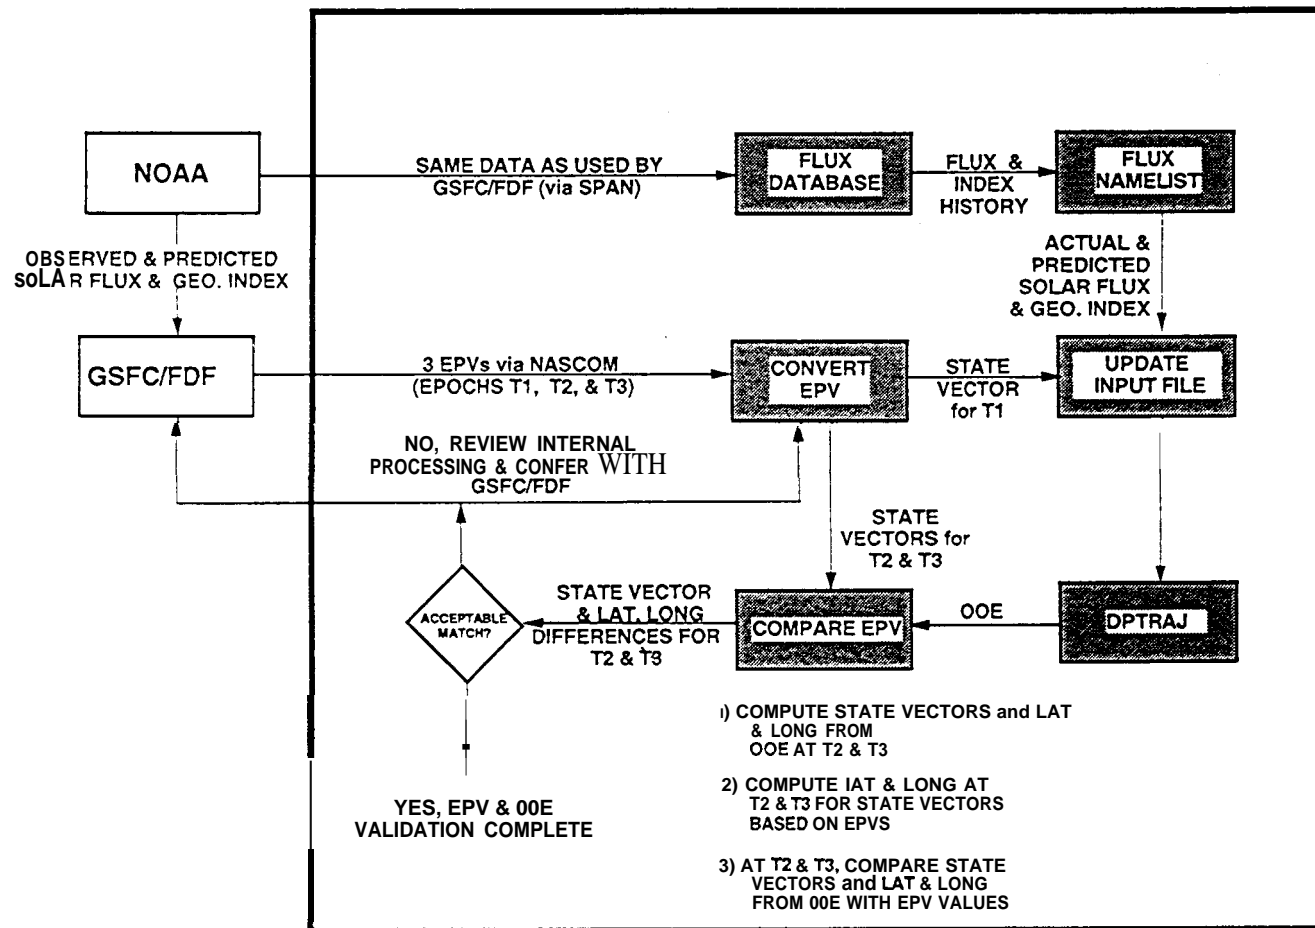 NOAA
SAME DATA AS USED BY
GSFC/FDF (via SPAN)
FLUX
DATABASE
FLUX &
INDEX
HISTORY
FLUX
NAMELIST
OBSERVED & PREDICTED
soLAR FLUX & GEO. INDEX
ACTUAL &
PREDICTED
SOLAR FLUX
& GEO. INDEX
GSFC/FDF
3 EPVs via NASCOM
(EPOCHS T1, T2, & T3)
CONVERT
EPV
STATE
VECTOR
for T1
UPDATE
INPUT FILE
NO, REVIEW INTERNAL
PROCESSING & CONFER WITH
GSFC/FDF
STATE
VECTORS for
T2 & T3
ACCEPTABLE
MATCH?
STATE VECTOR
& LAT. LONG
DIFFERENCES FOR
T2 & T3
COMPARE EPV
OOE
DPTRAJ
YES, EPV & 00E
VALIDATION COMPLETE
1) COMPUTE STATE VECTORS and LAT
& LONG FROM
OOE AT T2 & T3
2) COMPUTE IAT & LONG AT
T2 & T3 FOR STATE VECTORS
BASED ON EPVS
3) AT T2 & T3, COMPARE STATE
VECTORS and LAT & LONG
FROM 00E WITH EPV VALUES